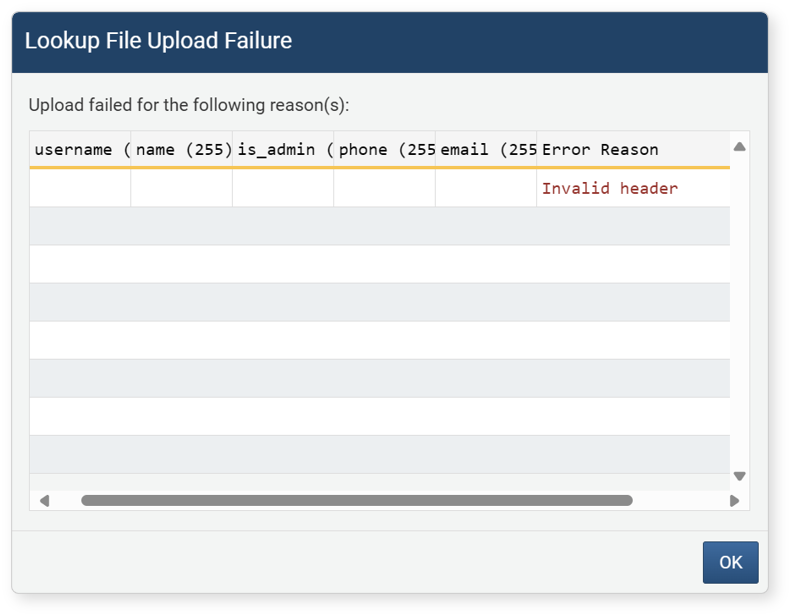 Lookup File Upload Failure
Upload failed for the following reason(s):
username ( name (255) is_admin ( phone (255 email (255 Error Reason
Invalid header
OK